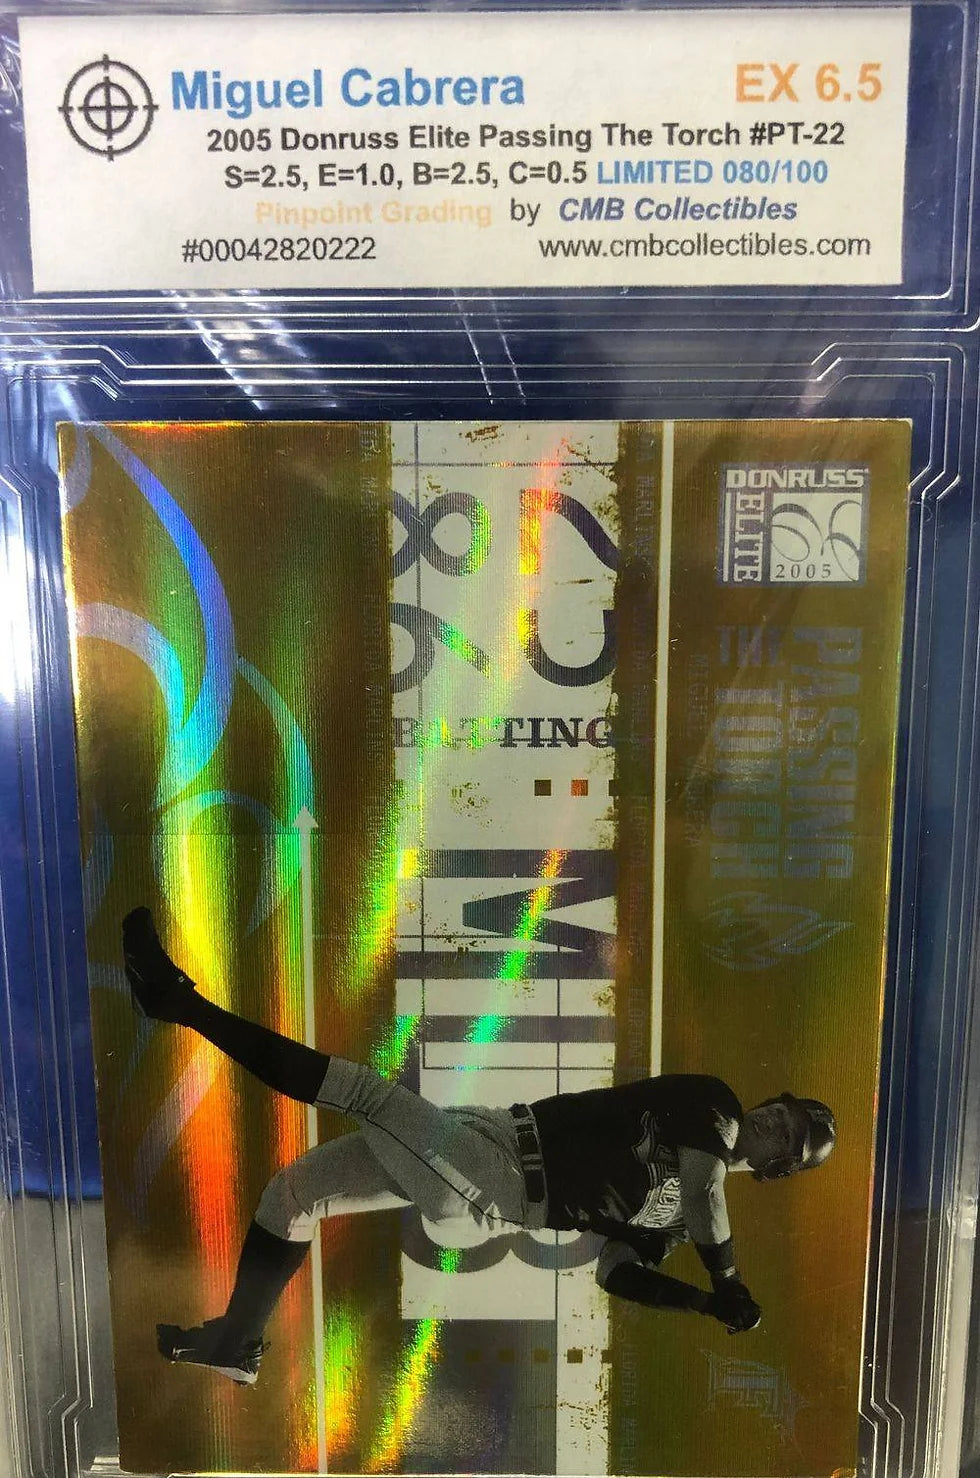 Miguel Cabrera EX 6.5
2005 Donruss Elite Passing The Torch #PT-22
S=2.5, E=1.0, B=2.5, C=0.5 LIMITED 080/100
Pinpoint Grading by CMB Collectibles
#00042820222 www.cmbcollectibles.com
DONRUSS
ELITE
2005
PASSING
THE
TORCH
MIGUEL CABRERA
BATTING